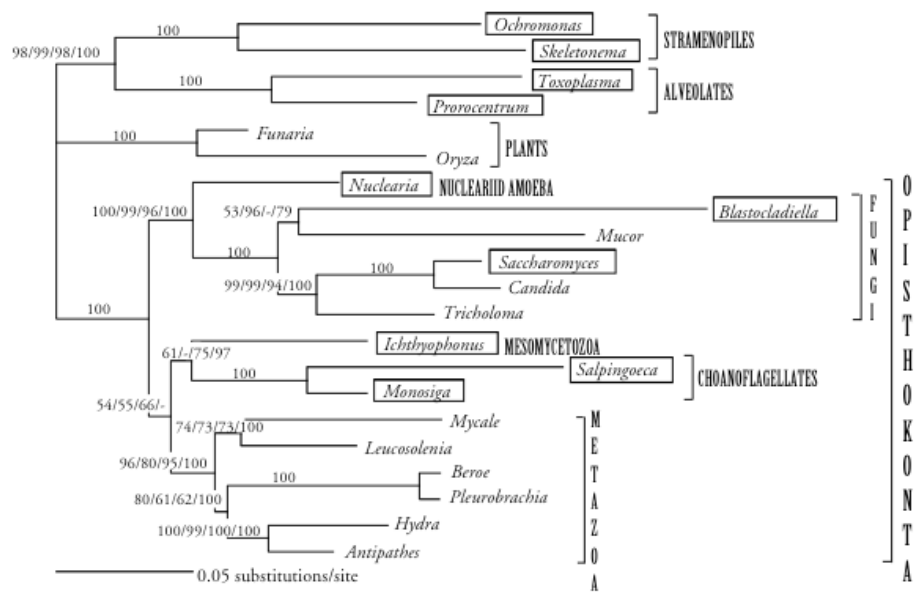 Ochromonas
100
STRAMENOPILES
98/99/98/100
Skeletonema
Toxoplasma
100
ALVEOLATES
Prorocentrum
Funaria
100
PLANTS
Oryza
Nuclearia
NUCLEARIID AMOEBA
OPISTHOKONTA
FUNGI
100/99/96/100
53/96/-/79
Blastocladiella
Mucor
100
Saccharomyces
100
99/99/94/100
Candida
100
Tricholoma
Ichthyophonus
MESOMYCETOZOA
61/-/75/97
Salpingoeca
100
CHOANOFLAGELLATES
Monosiga
54/55/66/-
Mycale
METAZOA
74/73/73/100
Leucosolenia
96/80/95/100
Beroe
100
80/61/62/100
Pleurobrachia
Hydra
100/99/100/100
Antipathes
0.05 substitutions/site